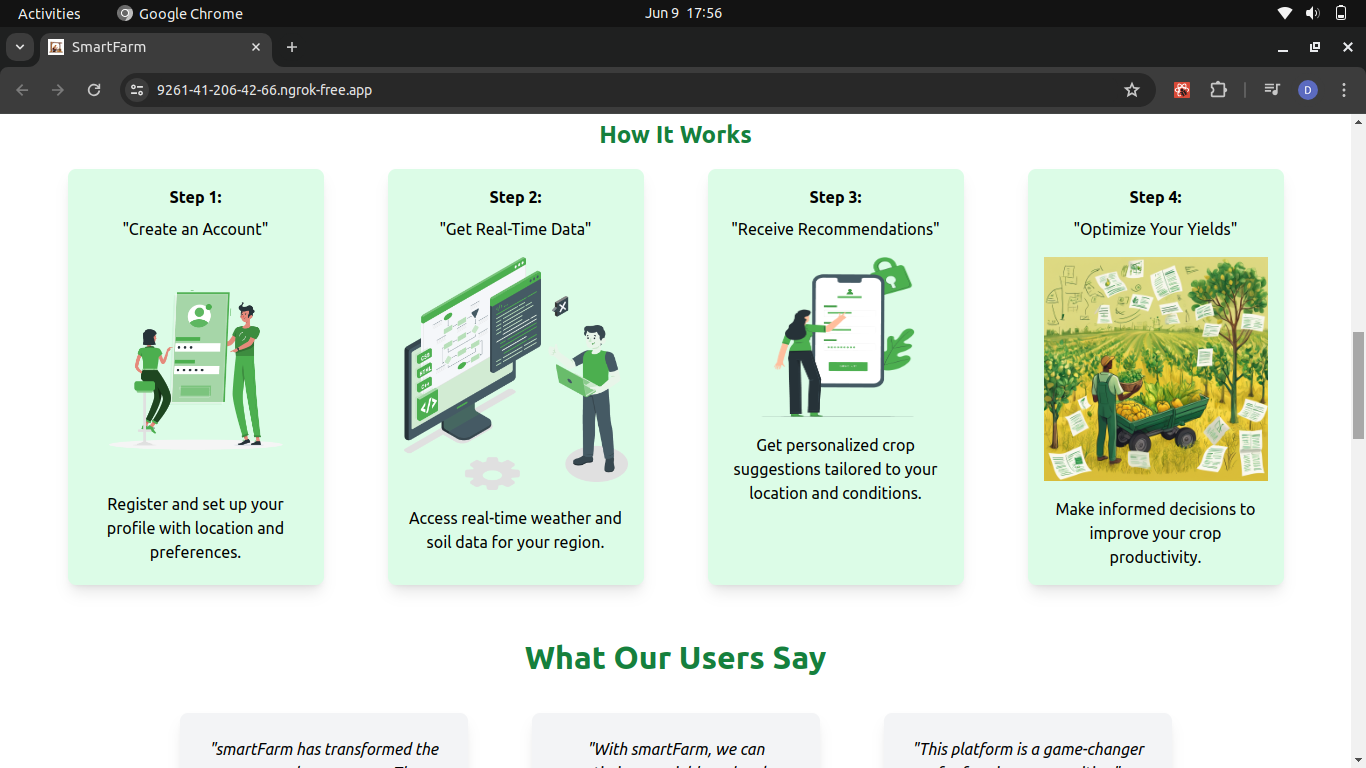 Activities
Google Chrome
Jun 9 17:56
SmartFarm
9261-41-206-42-66.ngrok-free.app
D
How It Works
Step 1:
"Create an Account"
Register and set up your
profile with location and
preferences.
Step 2:
"Get Real-Time Data"
CSS
HTML
C++
</>
Access real-time weather and
soil data for your region.
Step 3:
"Receive Recommendations"
Get personalized crop
suggestions tailored to your
location and conditions.
Step 4:
"Optimize Your Yields"
Make informed decisions to
improve your crop
productivity.
What Our Users Say
"smartFarm has transformed the
"With smartFarm, we can
"This platform is a game-changer